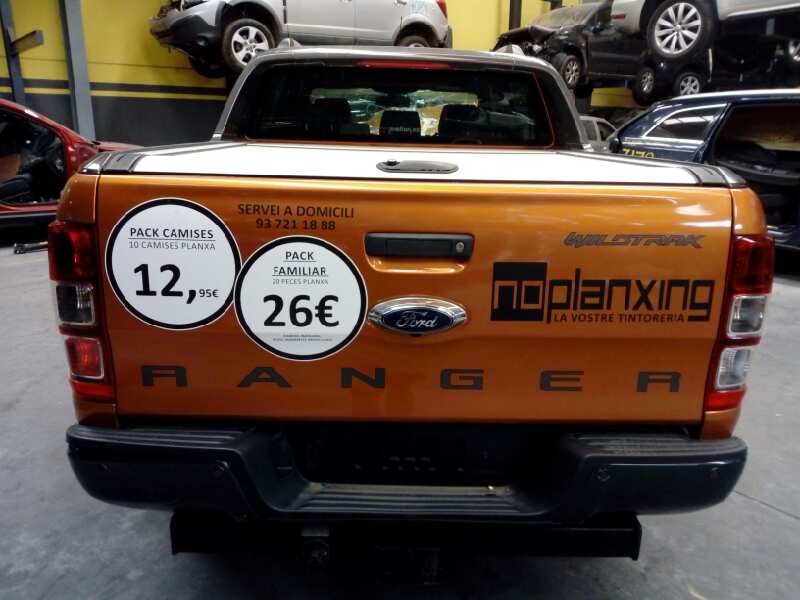 SERVEI A DOMICILI
93 721 18 88
PACK CAMISES
10 CAMISES PLANXA
12,95€
PACK
FAMILIAR
20 PECES PLANXA
26€
WILDTRAK
noplanxing
LA VOSTRE TINTORERIA
Ford
RANGER